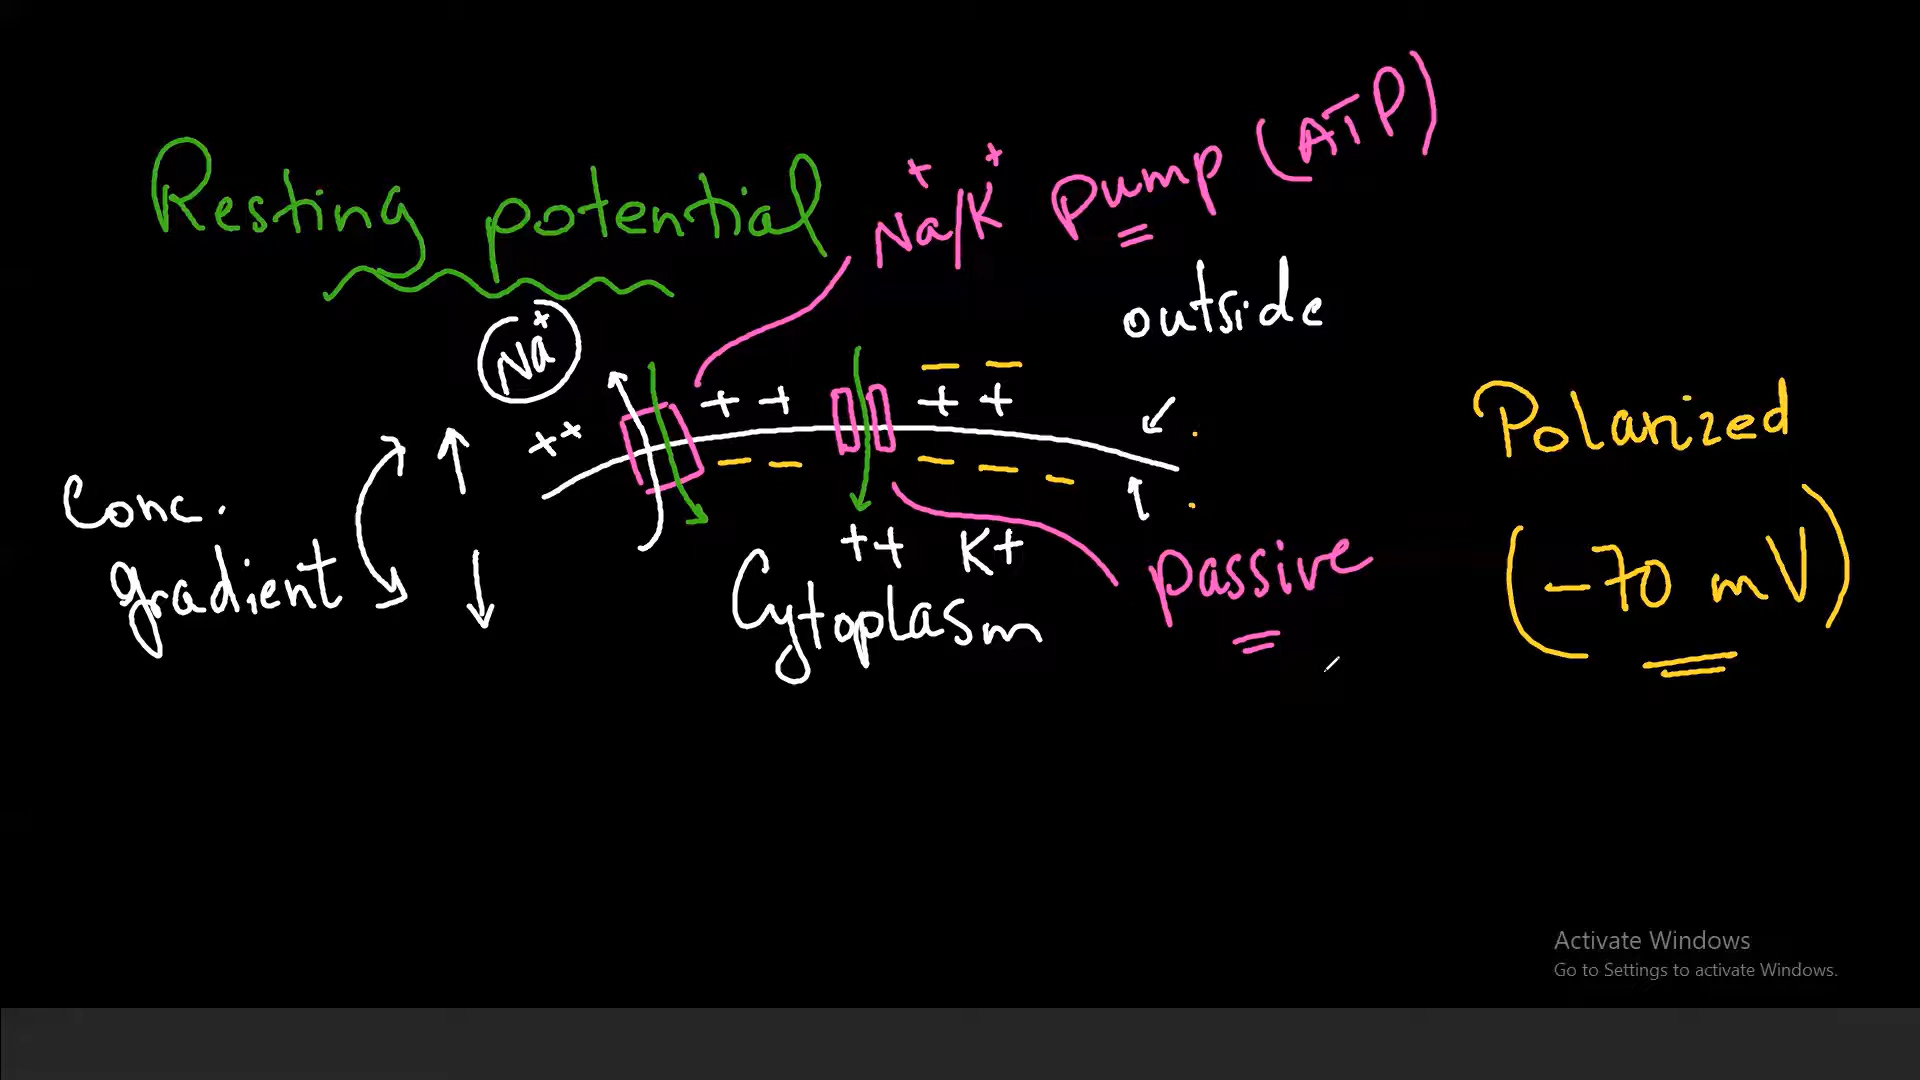 Resting potential
Na+/K+ Pump (ATP)
outside
Na+
++
++
++
Polarized
(-70 mV)
Conc.
gradient
++ K+
Cytoplasm
Passive
Activate Windows
Go to Settings to activate Windows.